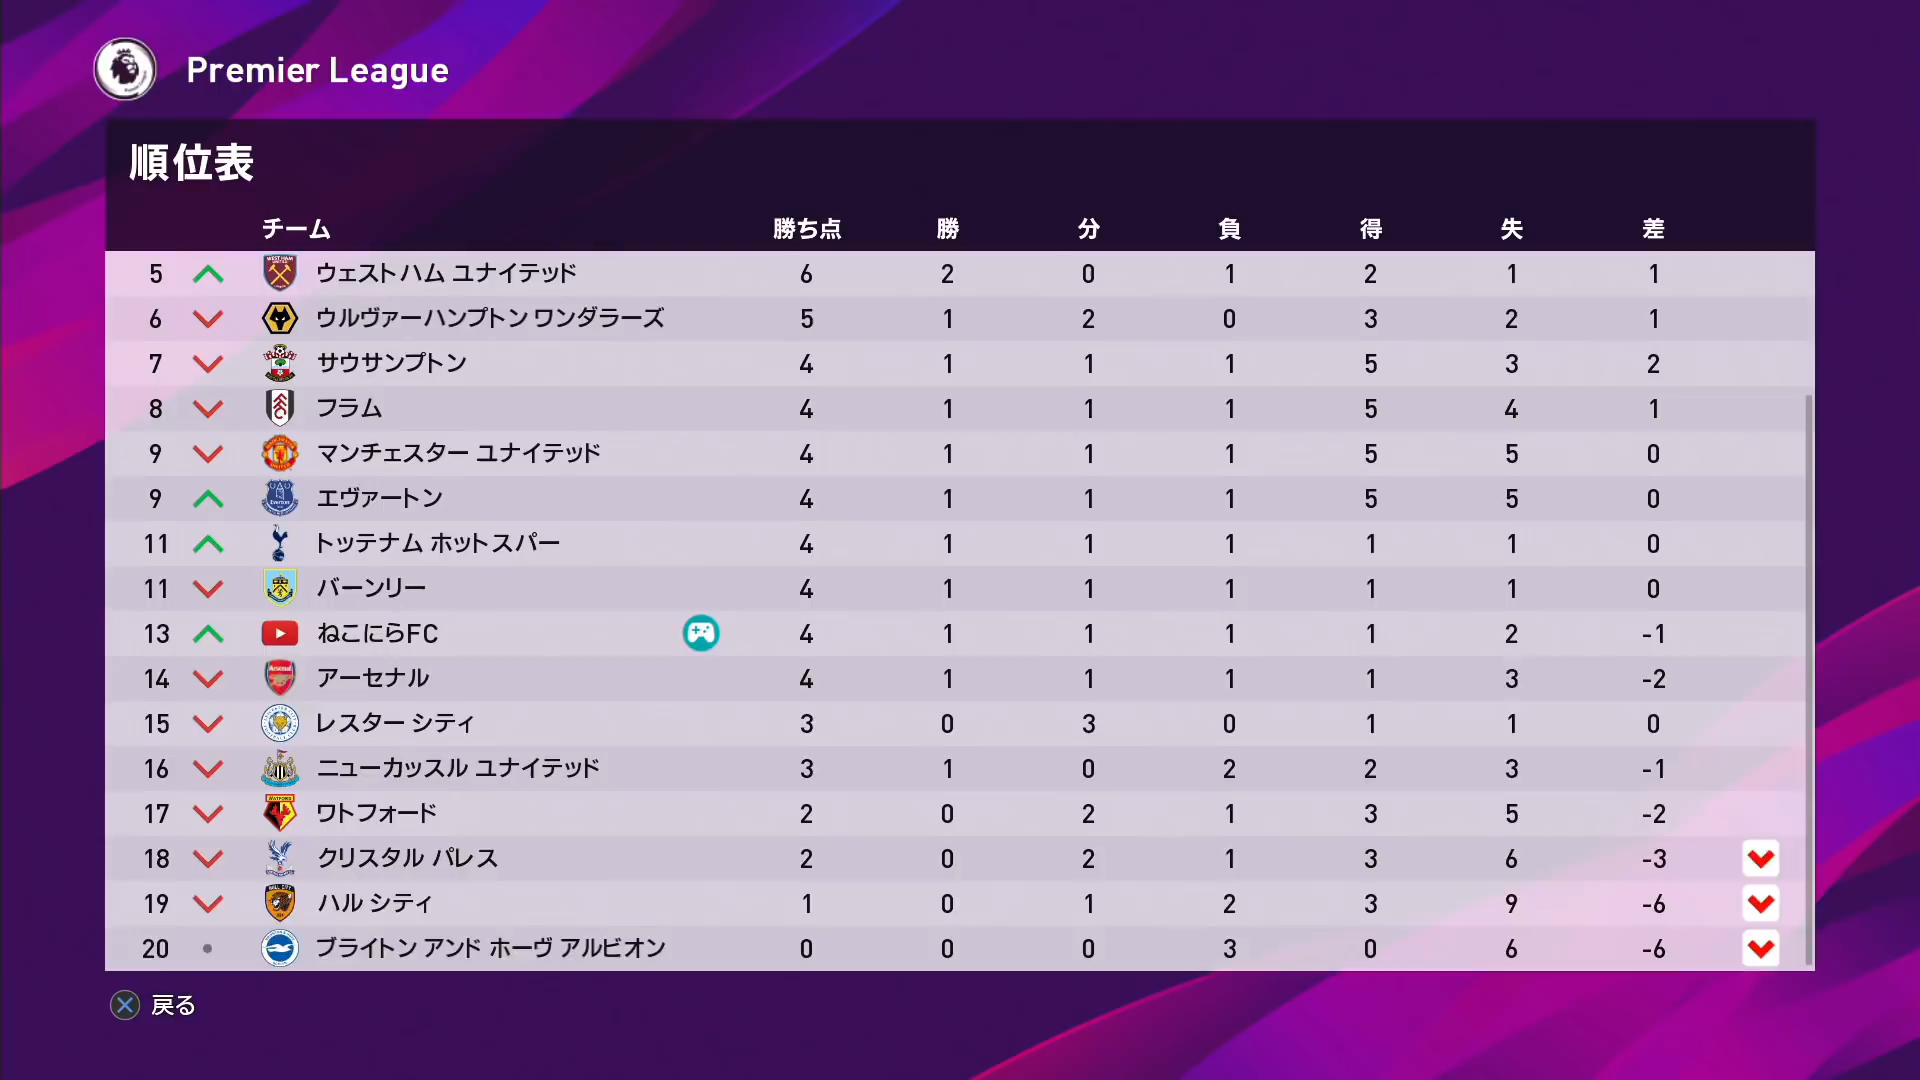 Premier League
順位表
チーム 勝ち点 勝 分 負 得 失 差
5 ウェストハム ユナイテッド 6 2 0 1 2 1 1
6 ウルヴァーハンプトン ワンダラーズ 5 1 2 0 3 2 1
7 サウサンプトン 4 1 1 1 5 3 2
8 フラム 4 1 1 1 5 4 1
9 マンチェスター ユナイテッド 4 1 1 1 5 5 0
9 エヴァートン 4 1 1 1 5 5 0
11 トッテナム ホットスパー 4 1 1 1 1 1 0
11 バーンリー 4 1 1 1 1 1 0
13 ねこにらFC 4 1 1 1 1 2 -1
14 アーセナル 4 1 1 1 1 3 -2
15 レスター シティ 3 0 3 0 1 1 0
16 ニューカッスル ユナイテッド 3 1 0 2 2 3 -1
17 ワトフォード 2 0 2 1 3 5 -2
18 クリスタル パレス 2 0 2 1 3 6 -3
19 ハル シティ 1 0 1 2 3 9 -6
20 ブライトン アンド ホーヴ アルビオン 0 0 0 3 0 6 -6
戻る